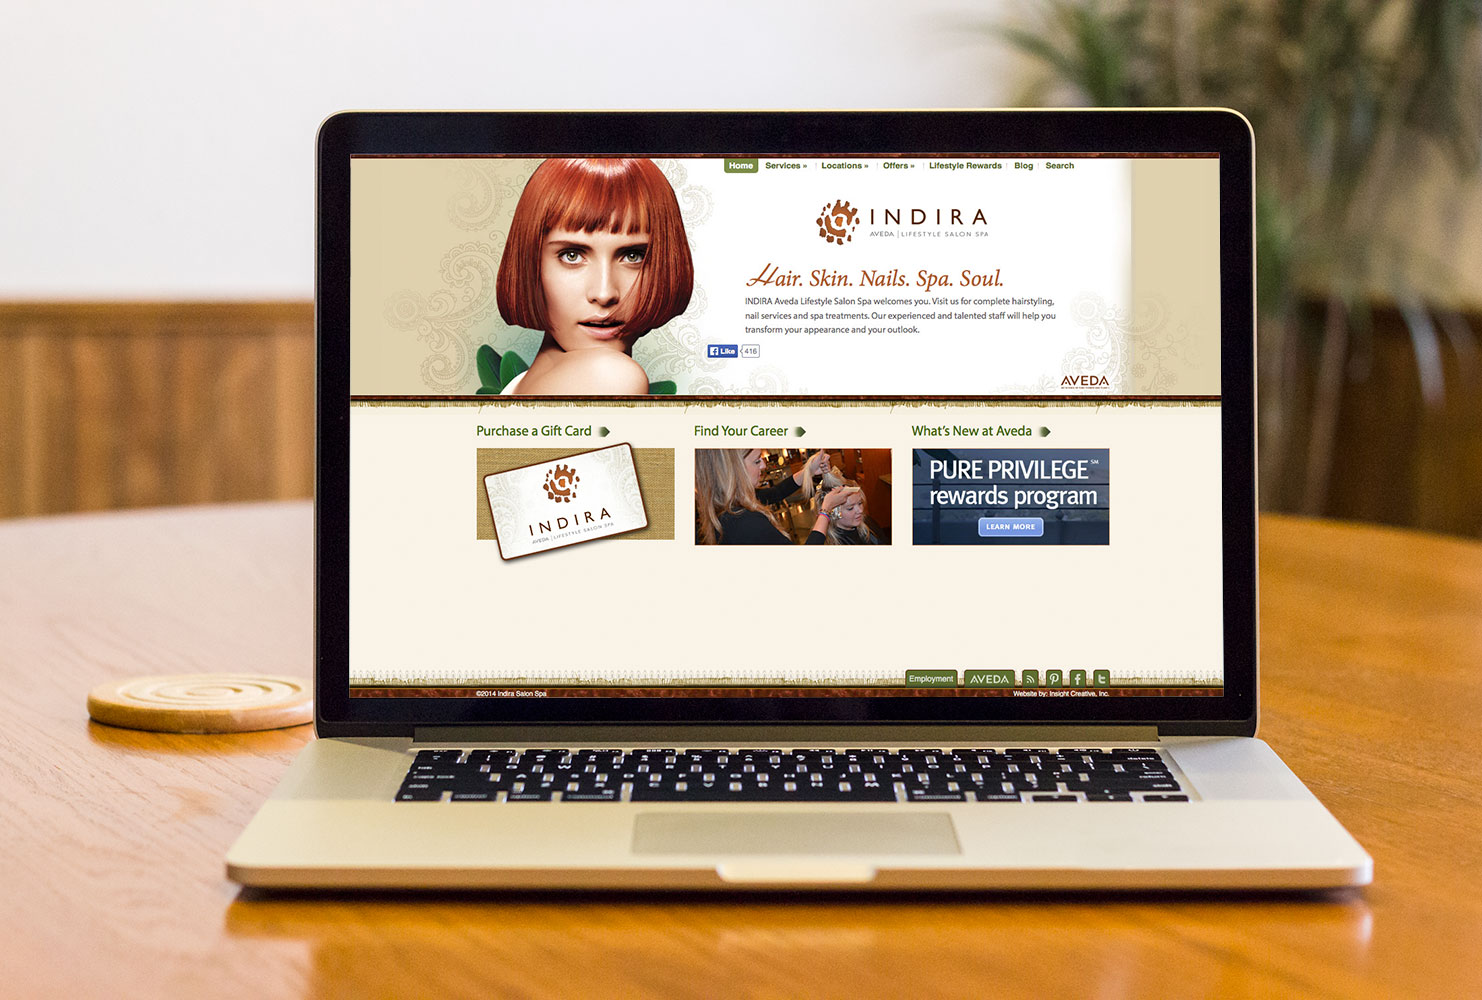 Home Services » Locations » Offers » Lifestyle Rewards Blog Search
INDIRA
AVEDA | LIFESTYLE SALON SPA
Hair. Skin. Nails. Spa. Soul.
INDIRA Aveda Lifestyle Salon Spa welcomes you. Visit us for complete hairstyling,
nail services and spa treatments. Our experienced and talented staff will help you
transform your appearance and your outlook.
Like 416
AVEDA
Purchase a Gift Card
INDIRA
AVEDA | LIFESTYLE SALON SPA
Find Your Career
What's New at Aveda
PURE PRIVILEGE℠
rewards program
LEARN MORE
Employment AVEDA
©2014 Indira Salon Spa
Website by: Insight Creative, Inc.